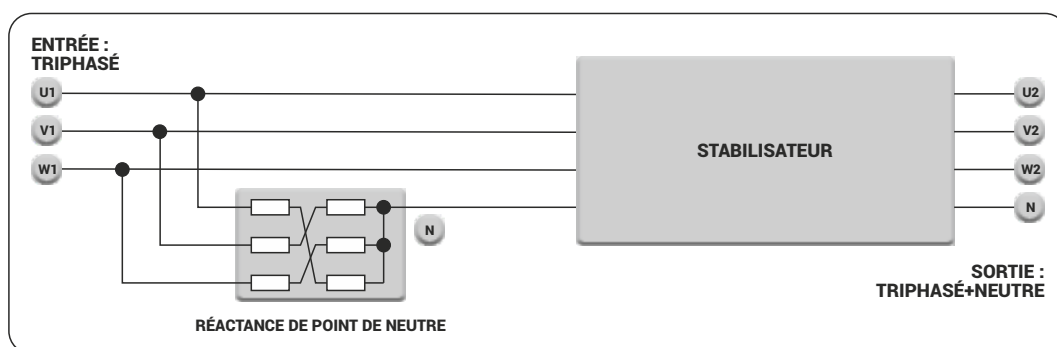 ENTRÉE :
TRIPHASÉ
U1
V1
W1
STABILISATEUR
U2
V2
W2
N
N
SORTIE :
TRIPHASÉ+NEUTRE
RÉACTANCE DE POINT DE NEUTRE